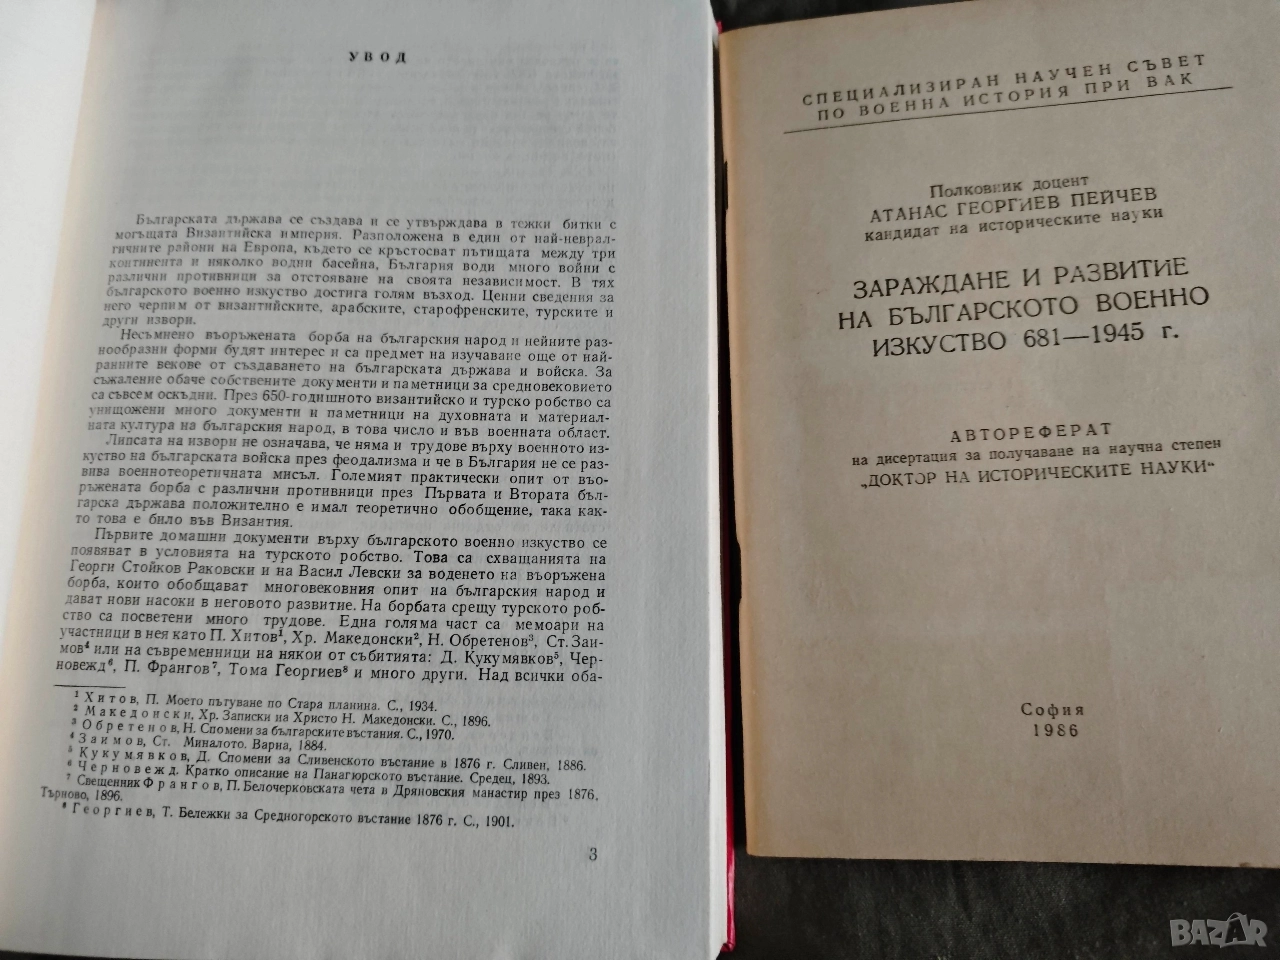 УВОД
Българската държава се създава и се утвърждава в тежки битки с
могъщата Византийска империя. Разположена в един от най-неврал-
гичните райони на Европа, където се кръстосват пътищата между три
континента и няколко водни басейна, България води много войни с
различни противници за отстояване на своята независимост. В тях
българското военно изкуство достига голям възход. Ценни сведения за
него черпим от византийските, арабските, старофренските, турските и
други извори.
Несъмнено въоръжената борба на българския народ и нейните раз-
нообразни форми будят интерес и са предмет на изучаване още от най-
ранните векове от създаването на българската държава и войска. За
съжаление обаче собствените документи и паметници за средновековието
са съвсем оскъдни. През 650-годишното византийско и турско робство са
унищожени много документи и паметници на духовната и материал-
ната култура на българския народ, в това число и във военната област.
Липсата на извори не означава, че няма и трудове върху военното из-
куство на българската войска през феодализма и че в България не се раз-
вива военнотеоретичната мисъл. Големият практически опит от въо-
ръжената борба с различни противници през Първата и Втората бъл-
гарска държава положително е имал теоретично обобщение, така как-
то това е било във Византия.
Първите домашни документи върху българското военно изкуство се
появяват в условията на турското робство. Това са схващанията на
Георги Стойков Раковски и на Васил Левски за воденето на въоръжена
борба, които обобщават многовековния опит на българския народ и
дават нови насоки в неговото развитие. На борбата срещу турското роб-
ство са посветени много трудове. Една голяма част са мемоари на
участници в нея като П. Хитов¹, Хр. Македонски², Н. Обретенов³, Ст. Заи-
мов⁴ или на съвременници на някои от събитията: Д. Кукумявков⁵, Чер-
новежд⁶, П. Франгов⁷, Тома Георгиев⁸ и много други. Над всички оба-
¹ Хитов, П. Моето пътуване по Стара планина. С., 1934.
² Македонски, Хр. Записки на Христо Н. Македонски. С., 1896.
³ Обретенов, Н. Спомени за българските въстания. С., 1970.
⁴ Заимов, Ст. Миналото. Варна, 1884.
⁵ Кукумявков, Д. Спомени за Сливенското въстание в 1876 г. Сливен, 1886.
⁶ Черновежд. Кратко описание на Панагюрското въстание. Средец, 1893.
⁷ Свещенник Франгов, П. Белочерковската чета в Дряновския манастир през 1876,
Търново, 1896.
⁸ Георгиев, Т. Бележки за Средногорското въстание 1876 г. С., 1901.
3
СПЕЦИАЛИЗИРАН НАУЧЕН СЪВЕТ
ПО ВОЕННА ИСТОРИЯ ПРИ ВАК
Полковник доцент
АТАНАС ГЕОРГИЕВ ПЕЙЧЕВ
кандидат на историческите науки
ЗАРАЖДАНЕ И РАЗВИТИЕ
НА БЪЛГАРСКОТО ВОЕННО
ИЗКУСТВО 681—1945 г.
АВТОРЕФЕРАТ
на дисертация за получаване на научна степен
„ДОКТОР НА ИСТОРИЧЕСКИТЕ НАУКИ“
София
1986
BAZAR